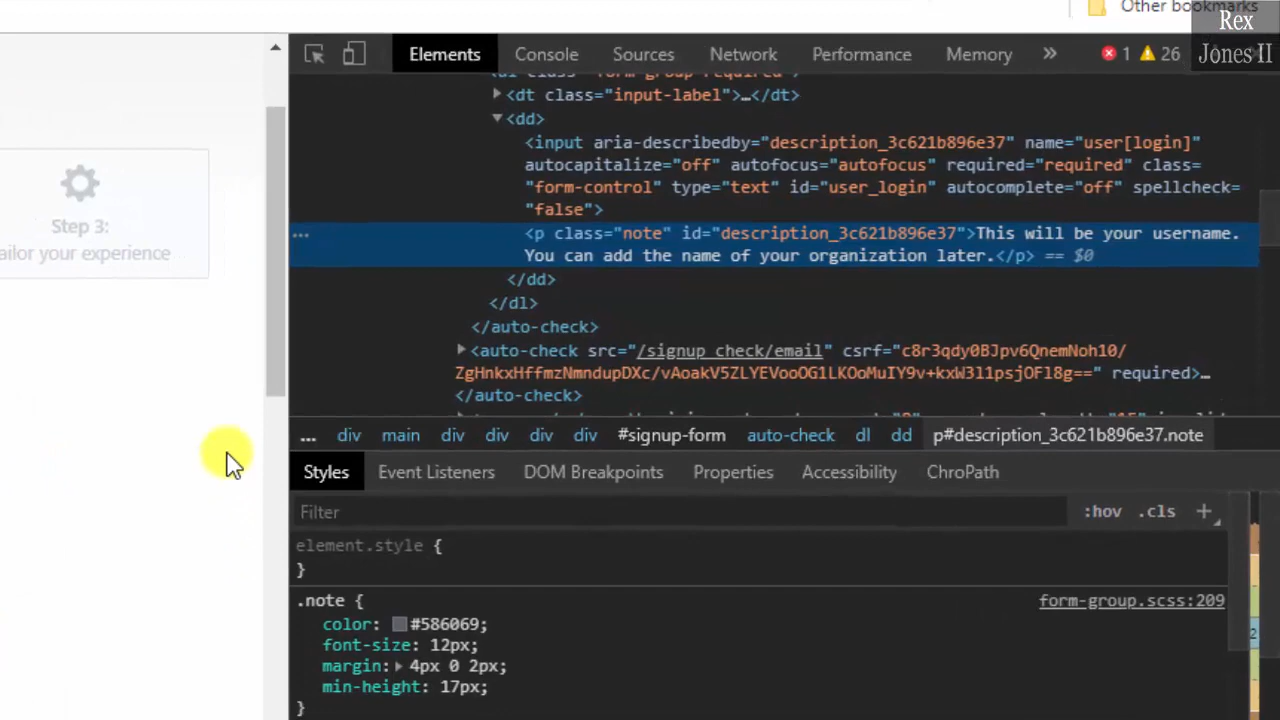 Other bookmarks
Rex
Jones II
Elements Console Sources Network Performance Memory » 1 26
<dl class="form-group required">
<dt class="input-label">…</dt>
<dd>
<input aria-describedby="description_3c621b896e37" name="user[login]"
autocapitalize="off" autofocus="autofocus" required="required" class=
"form-control" type="text" id="user_login" autocomplete="off" spellcheck=
"false">
… <p class="note" id="description_3c621b896e37">This will be your username.
You can add the name of your organization later.</p> == $0
</dd>
</dl>
</auto-check>
<auto-check src="/signup_check/email" csrf="c8r3qdy0BJpv6QnemNoh10/
ZgHnkxHffmzNmndupDXc/vAoakV5ZLYEVooOG1LKOoMuIY9v+kxW3l1psjOFl8g==" required>…
</auto-check>
Step 3:
ailor your experience
… div main div div div div #signup-form auto-check dl dd p#description_3c621b896e37.note
Styles Event Listeners DOM Breakpoints Properties Accessibility ChroPath
Filter :hov .cls +
element.style {
}
.note { form-group.scss:209
color: #586069;
font-size: 12px;
margin: 4px 0 2px;
min-height: 17px;
}
2